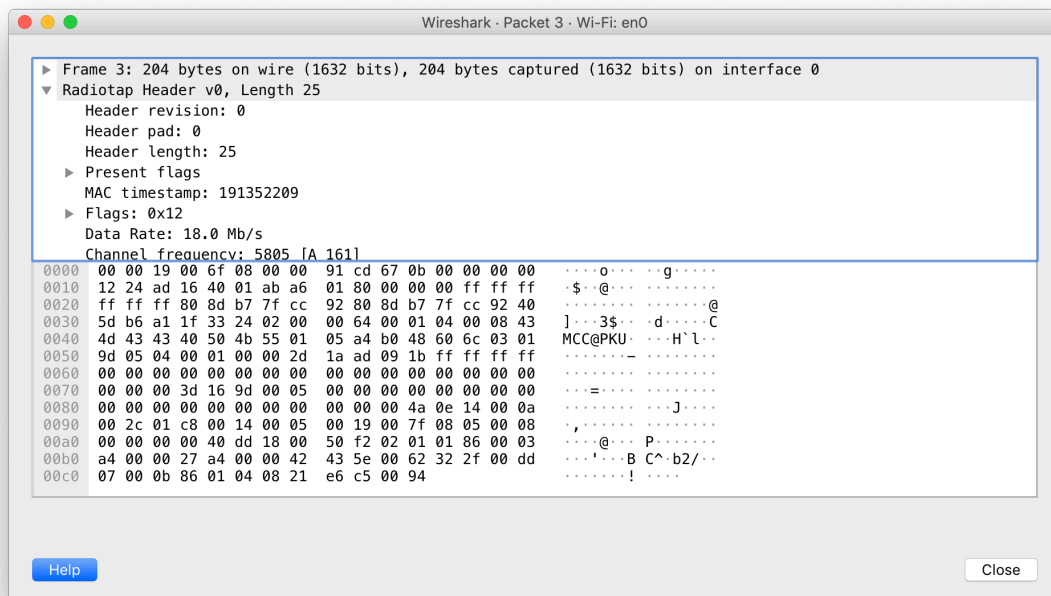 Wireshark · Packet 3 · Wi-Fi: en0
Frame 3: 204 bytes on wire (1632 bits), 204 bytes captured (1632 bits) on interface 0
Radiotap Header v0, Length 25
Header revision: 0
Header pad: 0
Header length: 25
Present flags
MAC timestamp: 191352209
Flags: 0x12
Data Rate: 18.0 Mb/s
Channel frequency: 5805 [A 161]
0000 00 00 19 00 6f 08 00 00 91 cd 67 0b 00 00 00 00 ····o··· ··g·····
0010 12 24 ad 16 40 01 ab a6 01 80 00 00 00 ff ff ff ·$··@··· ········
0020 ff ff ff 80 8d b7 7f cc 92 80 8d b7 7f cc 92 40 ········ ·······@
0030 5d b6 a1 1f 33 24 02 00 00 64 00 01 04 00 08 43 ]···3$·· ·d·····C
0040 4d 43 43 40 50 4b 55 01 05 a4 b0 48 60 6c 03 01 MCC@PKU· ···H`l··
0050 9d 05 04 00 01 00 00 2d 1a ad 09 1b ff ff ff ff ·······– ········
0060 00 00 00 00 00 00 00 00 00 00 00 00 00 00 00 00 ········ ········
0070 00 00 00 3d 16 9d 00 05 00 00 00 00 00 00 00 00 ···=···· ········
0080 00 00 00 00 00 00 00 00 00 00 00 4a 0e 14 00 0a ········ ···J····
0090 00 2c 01 c8 00 14 00 05 00 19 00 7f 08 05 00 08 ·,······ ········
00a0 00 00 00 00 40 dd 18 00 50 f2 02 01 01 86 00 03 ····@··· P·······
00b0 a4 00 00 27 a4 00 00 42 43 5e 00 62 32 2f 00 dd ···'···B C^·b2/··
00c0 07 00 0b 86 01 04 08 21 e6 c5 00 94 ·······! ····
Help
Close